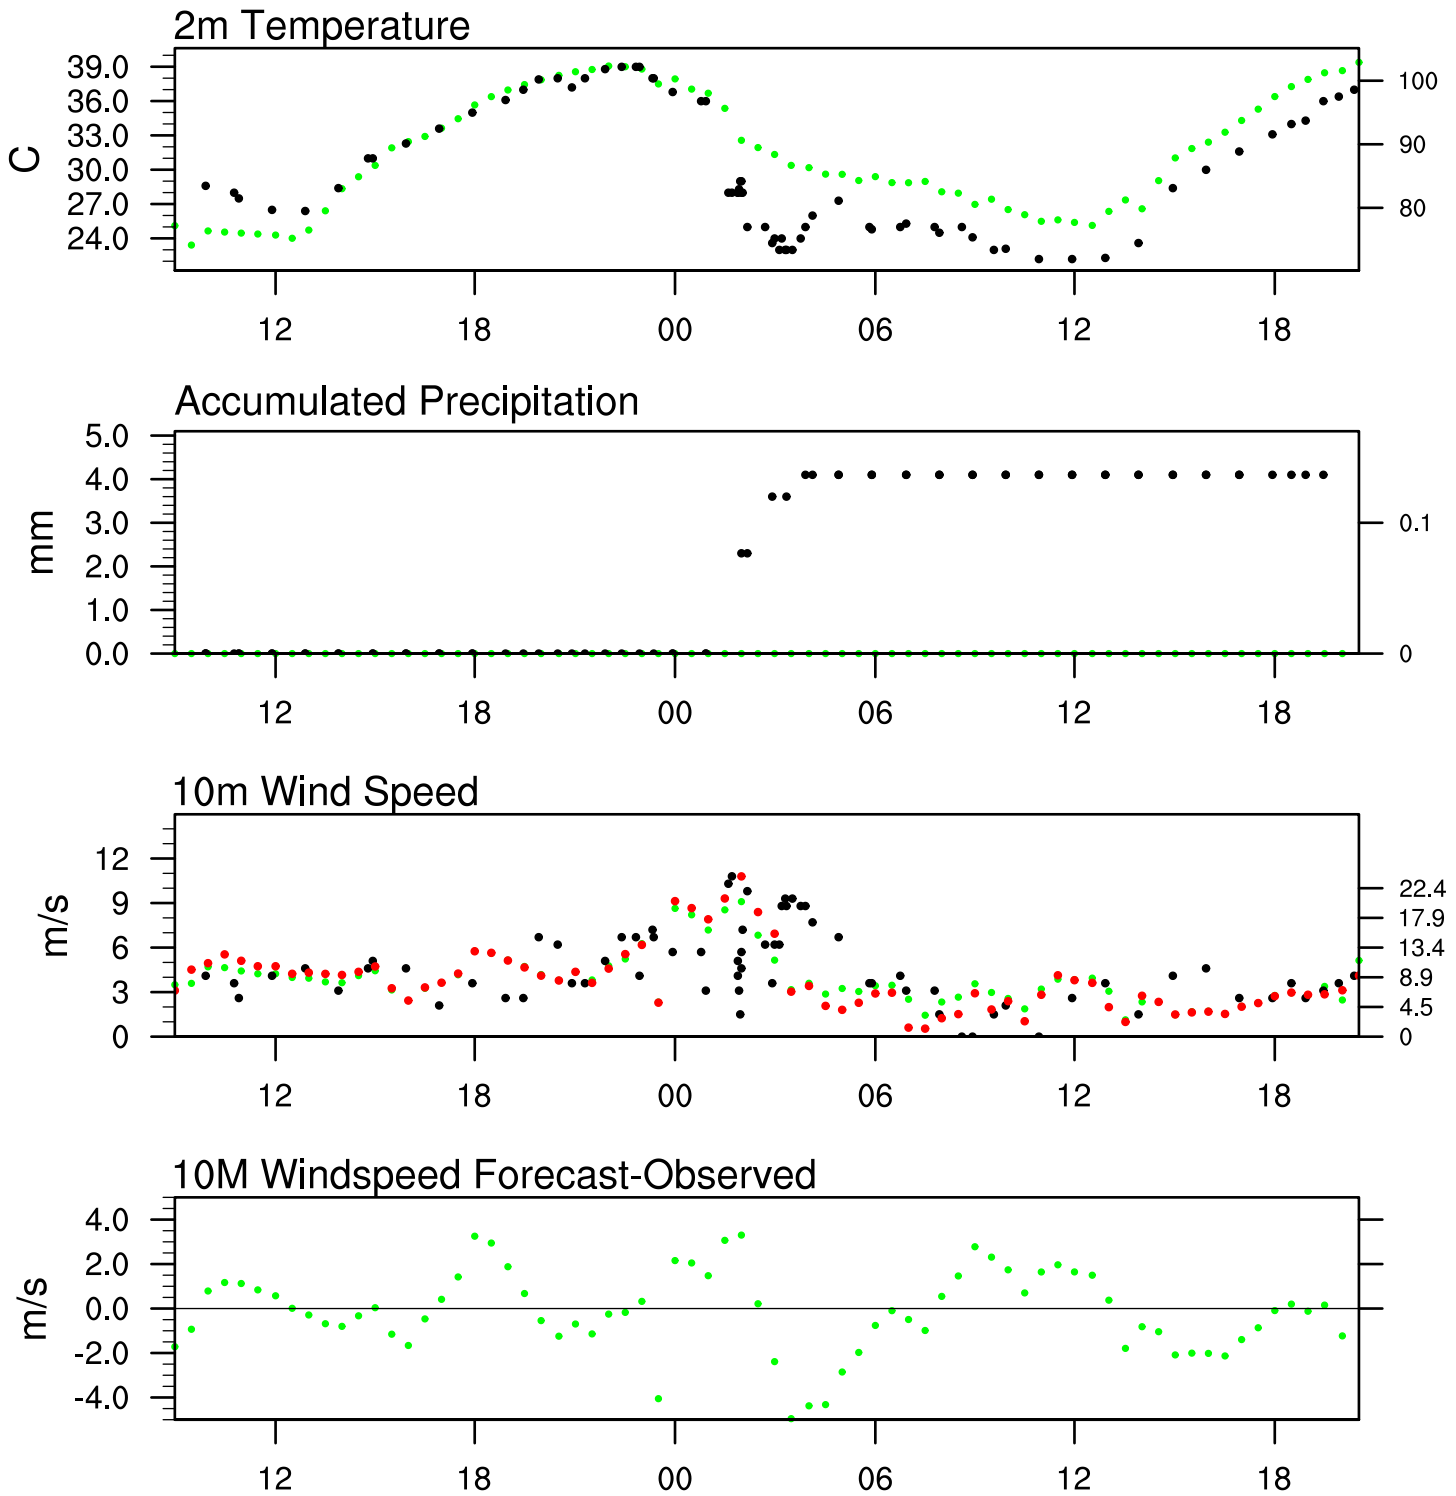 2m Temperature
C
39.0
36.0
33.0
30.0
27.0
24.0
100
90
80
12 18 00 06 12 18
Accumulated Precipitation
mm
5.0
4.0
3.0
2.0
1.0
0.0
0.1
0
12 18 00 06 12 18
10m Wind Speed
m/s
12
9
6
3
0
22.4
17.9
13.4
8.9
4.5
0
12 18 00 06 12 18
10M Windspeed Forecast-Observed
m/s
4.0
2.0
0.0
-2.0
-4.0
12 18 00 06 12 18